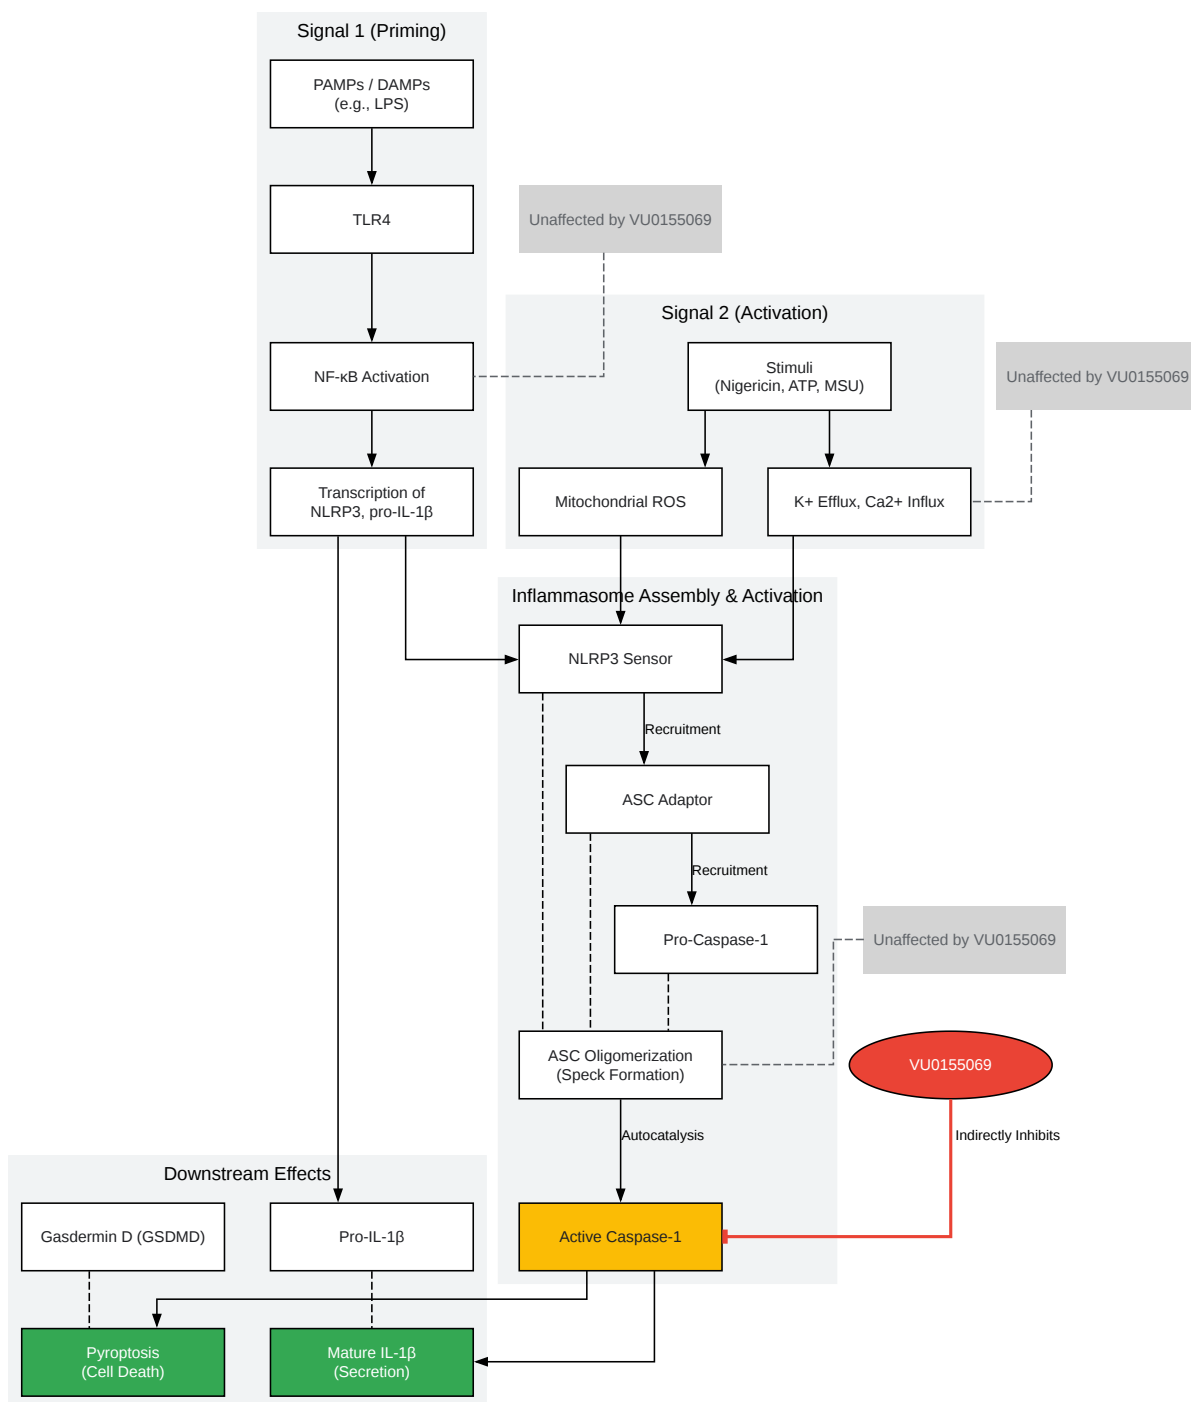 Signal 1 (Priming)
PAMPs / DAMPs
(e.g., LPS)
TLR4
Unaffected by VU0155069
Signal 2 (Activation)
NF-κB Activation
Stimuli
(Nigericin, ATP, MSU)
Unaffected by VU0155069
Transcription of
NLRP3, pro-IL-1β
Mitochondrial ROS
K+ Efflux, Ca2+ Influx
Inflammasome Assembly & Activation
NLRP3 Sensor
Recruitment
ASC Adaptor
Recruitment
Pro-Caspase-1
Unaffected by VU0155069
ASC Oligomerization
(Speck Formation)
VU0155069
Autocatalysis
Indirectly Inhibits
Downstream Effects
Gasdermin D (GSDMD)
Pro-IL-1β
Active Caspase-1
Pyroptosis
(Cell Death)
Mature IL-1β
(Secretion)